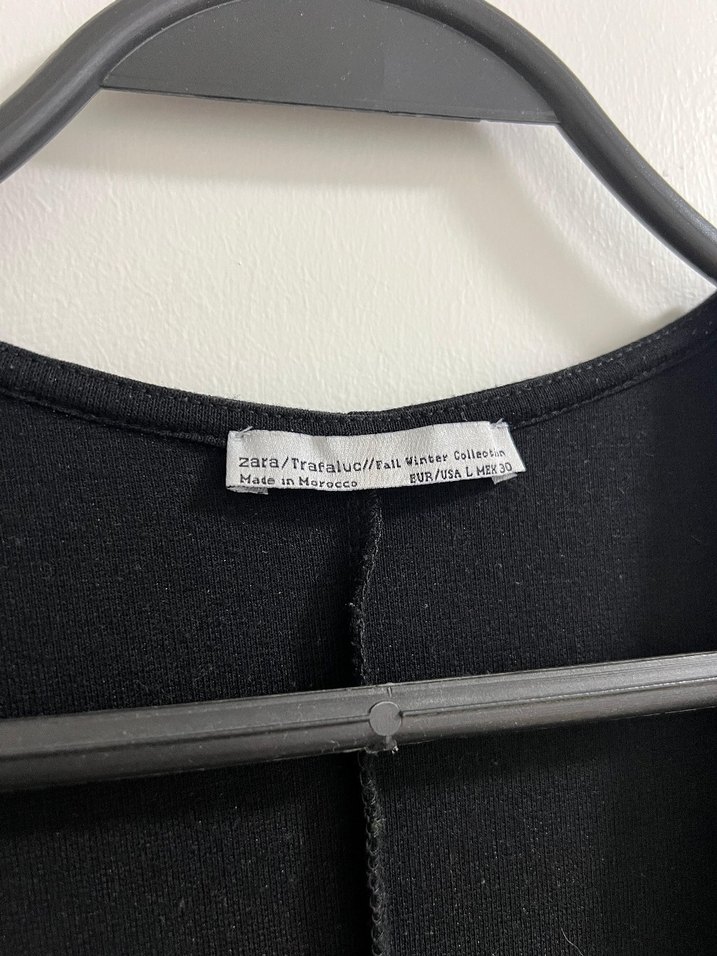 zara/Trafaluc//Fall Winter Collection
Made in Morocco EUR/USA L MEX 30